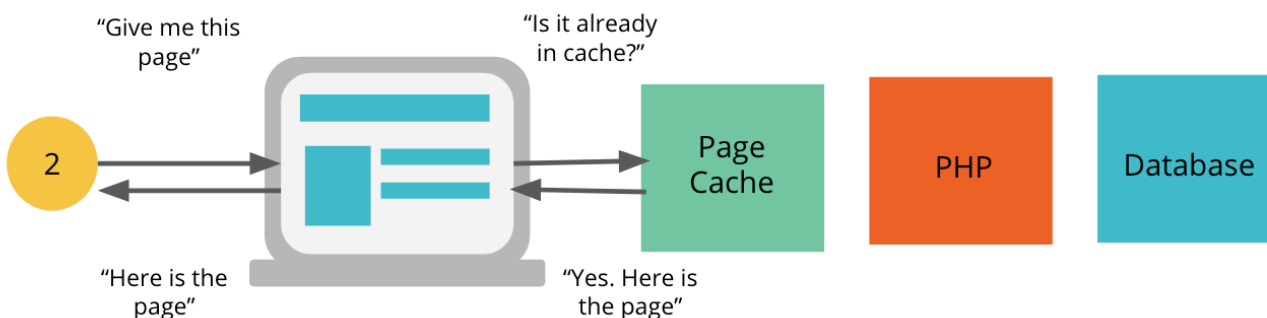 “Give me this
page”
“Is it already
in cache?”
2
Page
Cache
PHP
Database
“Here is the
page”
“Yes. Here is
the page”